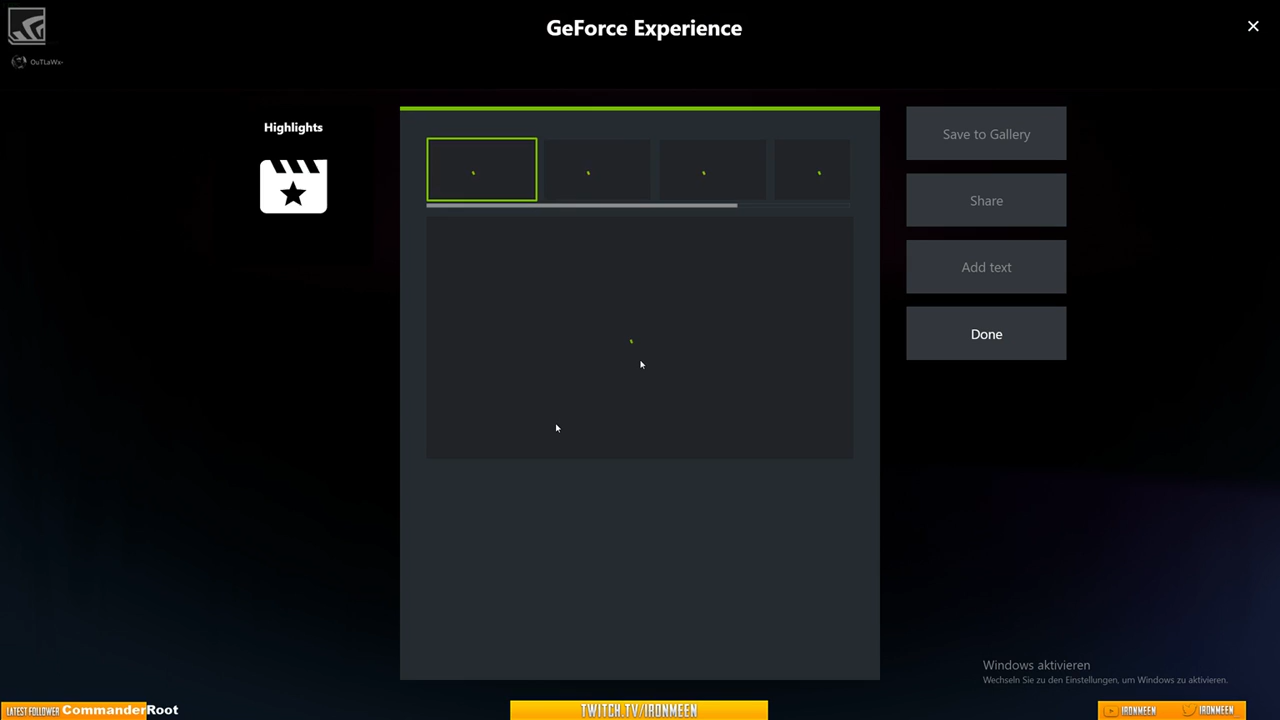 GeForce Experience
OuTLaWx-
Highlights
Save to Gallery
Share
Add text
Done
Windows aktivieren
Wechseln Sie zu den Einstellungen, um Windows zu aktivieren.
LATEST FOLLOWER CommanderRoot
TWITCH.TV/IRONMEEN
IRONMEEN
IRONMEEN